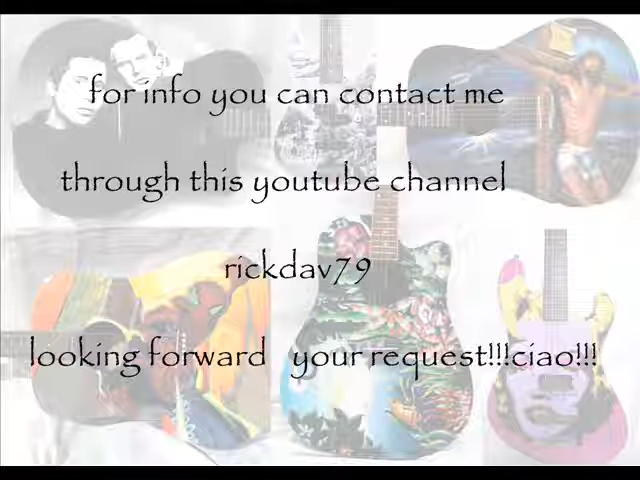 for info you can contact me
through this youtube channel
rickdav79
looking forward your request!!!ciao!!!